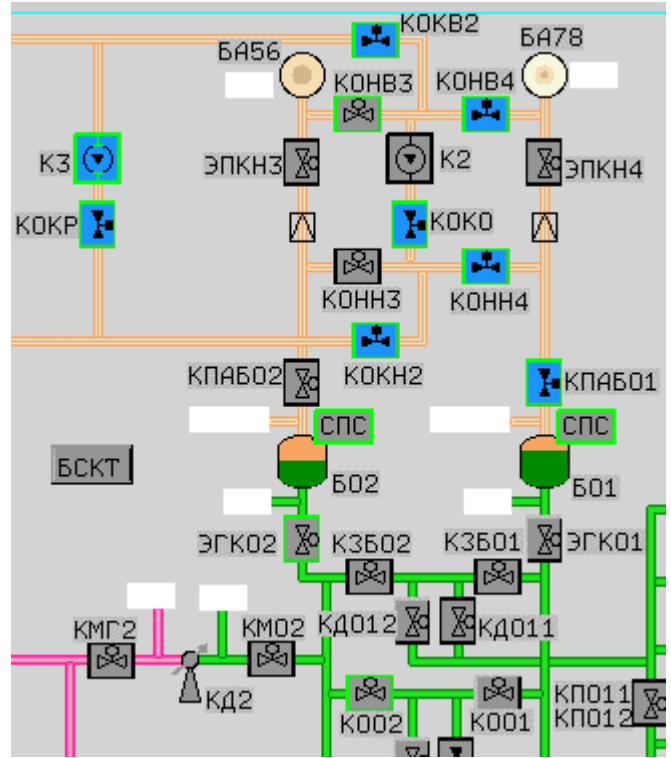 КОКВ2
БА56
БА78
КОНВ3
КОНВ4
К3
ЭПКН3
К2
ЭПКН4
КОКР
КОКО
КОНН3
КОНН4
КПАБО2
КОКН2
КПАБО1
СПС
СПС
БСКТ
БО2
БО1
ЭГКО2
КЗБО2
КЗБО1
ЭГКО1
КДО12
КДО11
КМГ2
КМО2
КД2
КОО2
КОО1
КПО11
КПО12